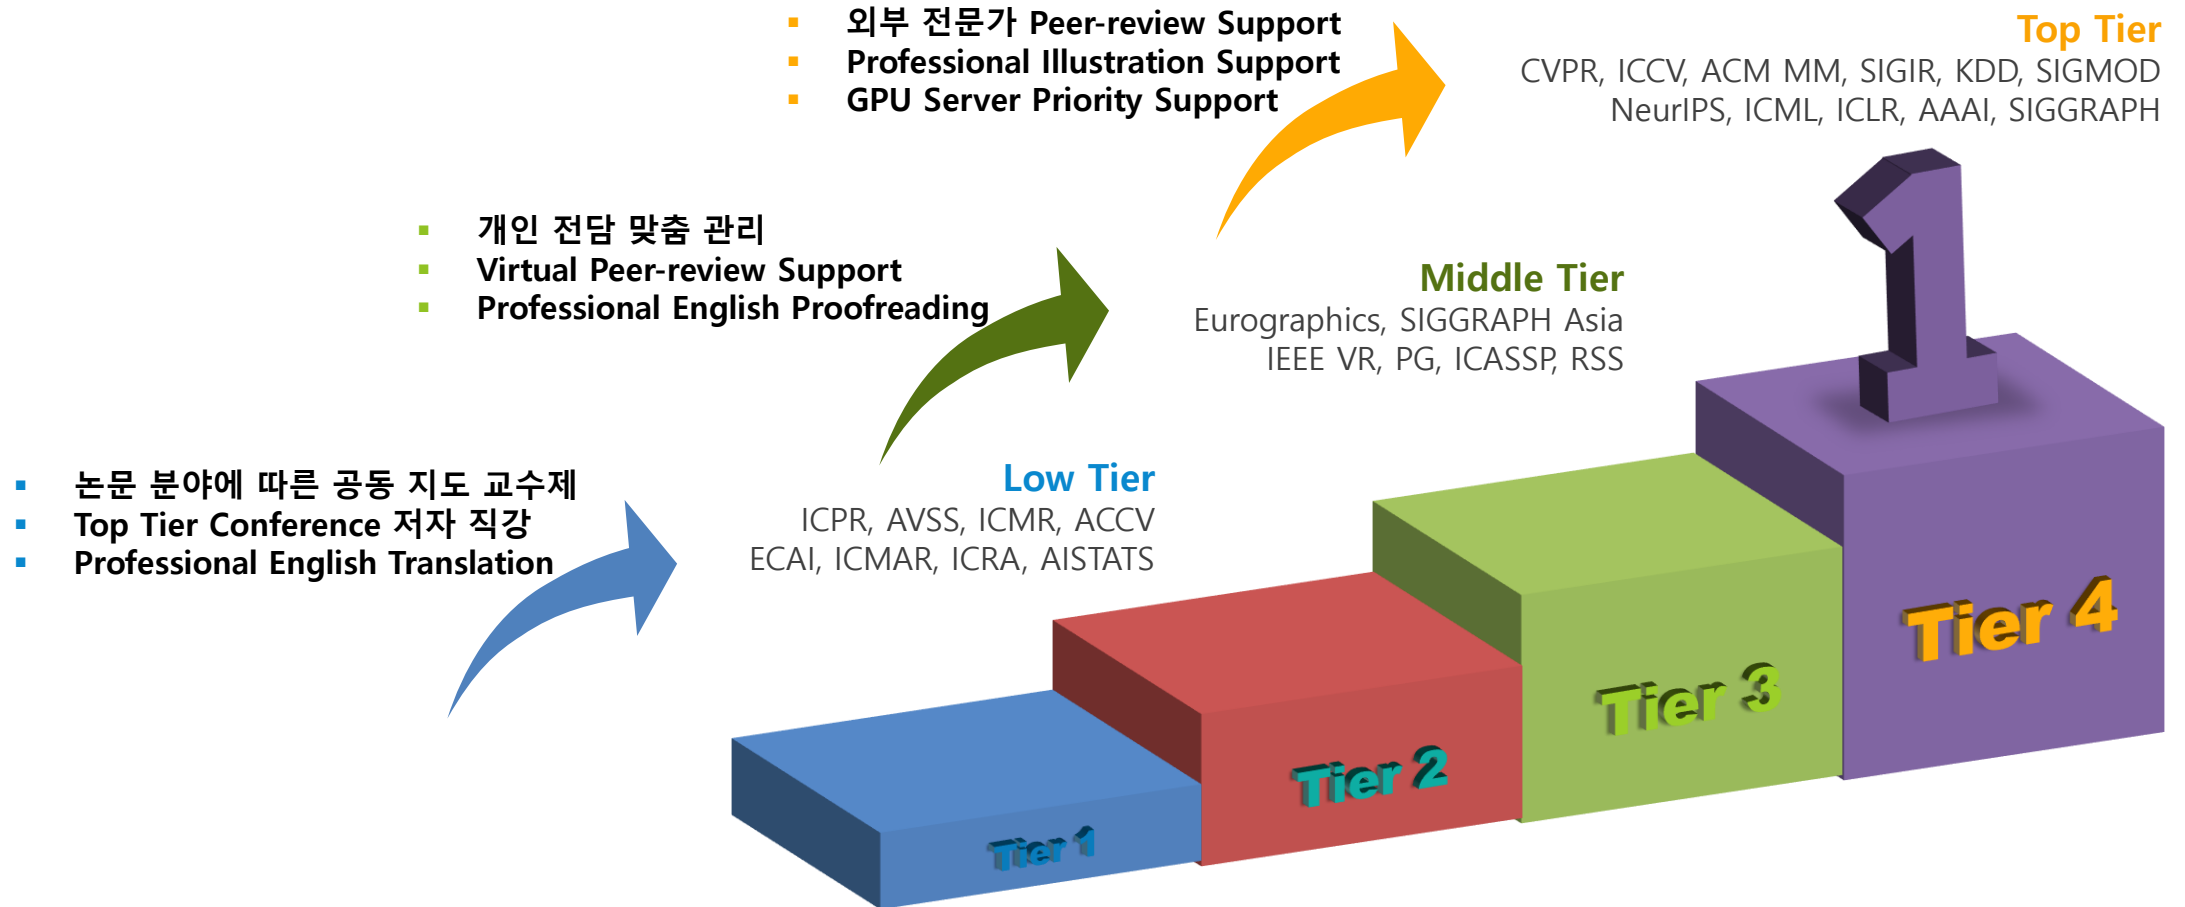 외부 전문가 Peer-review Support
Professional Illustration Support
GPU Server Priority Support
Top Tier
CVPR, ICCV, ACM MM, SIGIR, KDD, SIGMOD
NeurIPS, ICML, ICLR, AAAI, SIGGRAPH
1
개인 전담 맞춤 관리
Virtual Peer-review Support
Professional English Proofreading
Middle Tier
Eurographics, SIGGRAPH Asia
IEEE VR, PG, ICASSP, RSS
논문 분야에 따른 공동 지도 교수제
Top Tier Conference 저자 직강
Professional English Translation
Low Tier
ICPR, AVSS, ICMR, ACCV
ECAI, ICMAR, ICRA, AISTATS
Tier 1
Tier 2
Tier 3
Tier 4